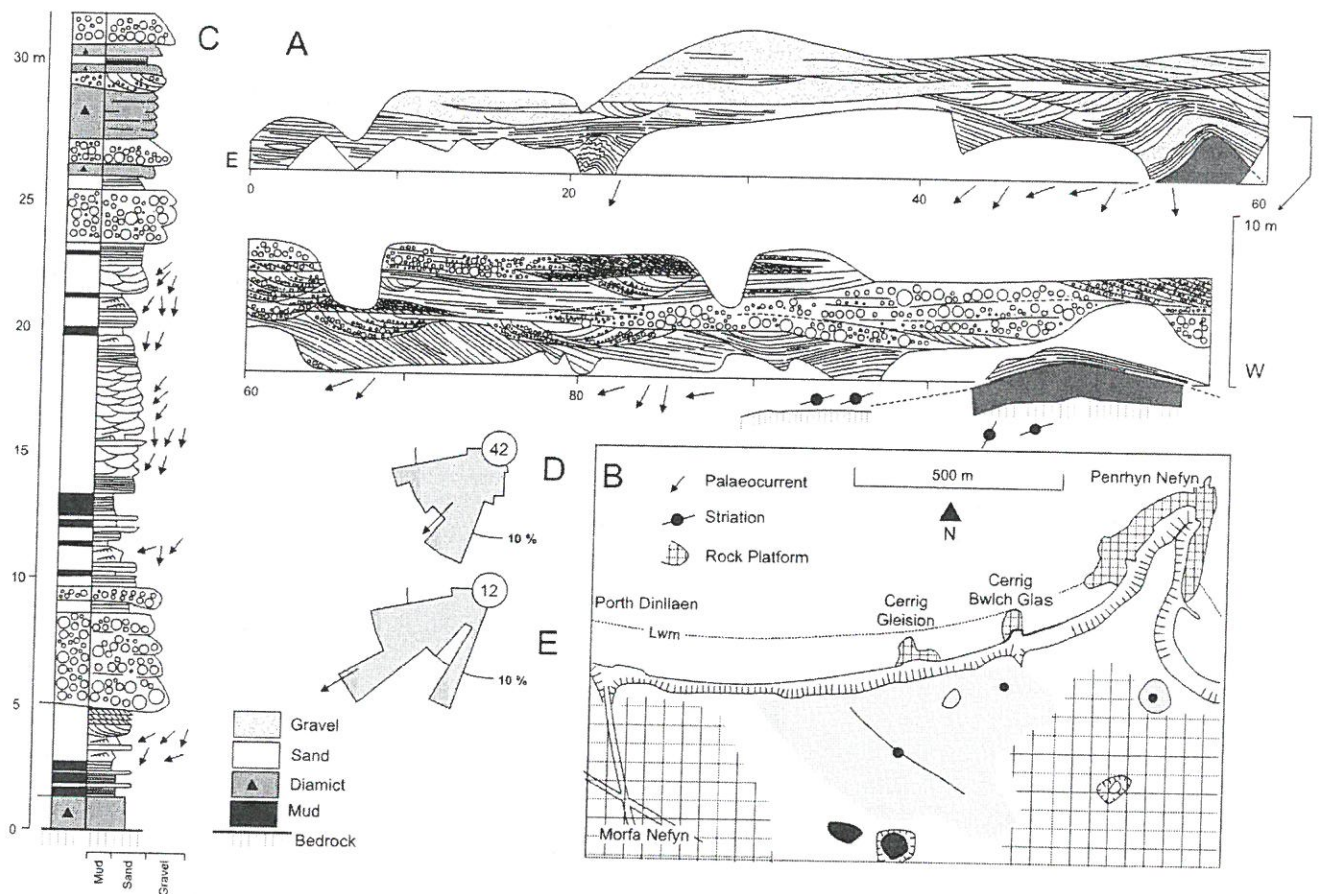 C
A
30 m
25
20
15
10
5
0
Mud
Sand
Gravel
E
0
20
40
60
10 m
60
80
W
42
D
10 %
12
E
10 %
Gravel
Sand
Diamict
Mud
Bedrock
B
500 m
Palaeocurrent
Striation
Rock Platform
N
Penrhyn Nefyn
Cerrig
Bwlch Glas
Cerrig
Gleision
Porth Dinllaen
Lwm
Morfa Nefyn